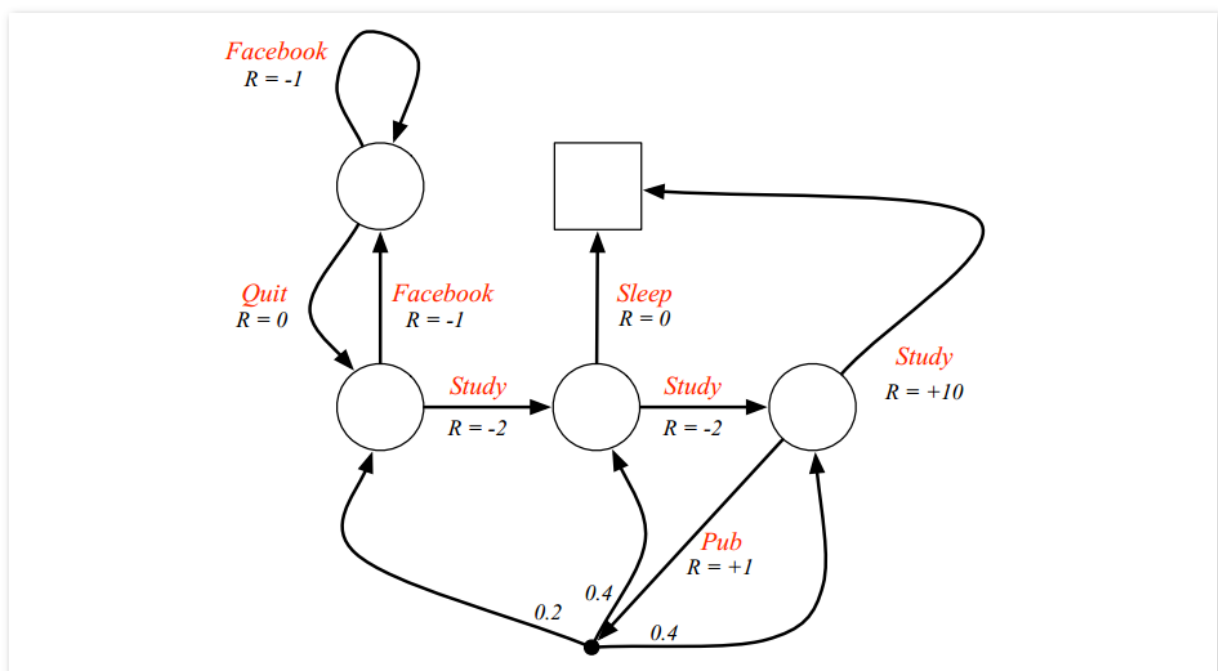 Facebook
R = -1
Quit
R = 0
Facebook
R = -1
Sleep
R = 0
Study
R = +10
Study
R = -2
Study
R = -2
Pub
R = +1
0.4
0.2
0.4